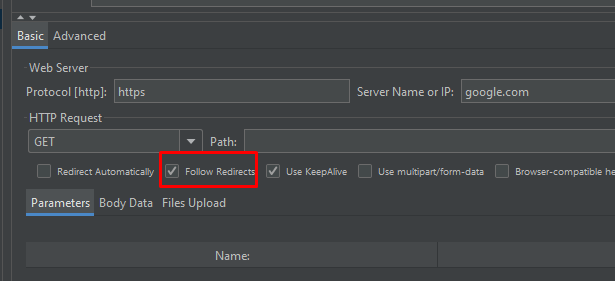 Basic Advanced
Web Server
Protocol [http]: https Server Name or IP: google.com
HTTP Request
GET Path:
Redirect Automatically Follow Redirects Use KeepAlive Use multipart/form-data Browser-compatible he
Parameters Body Data Files Upload
Name: